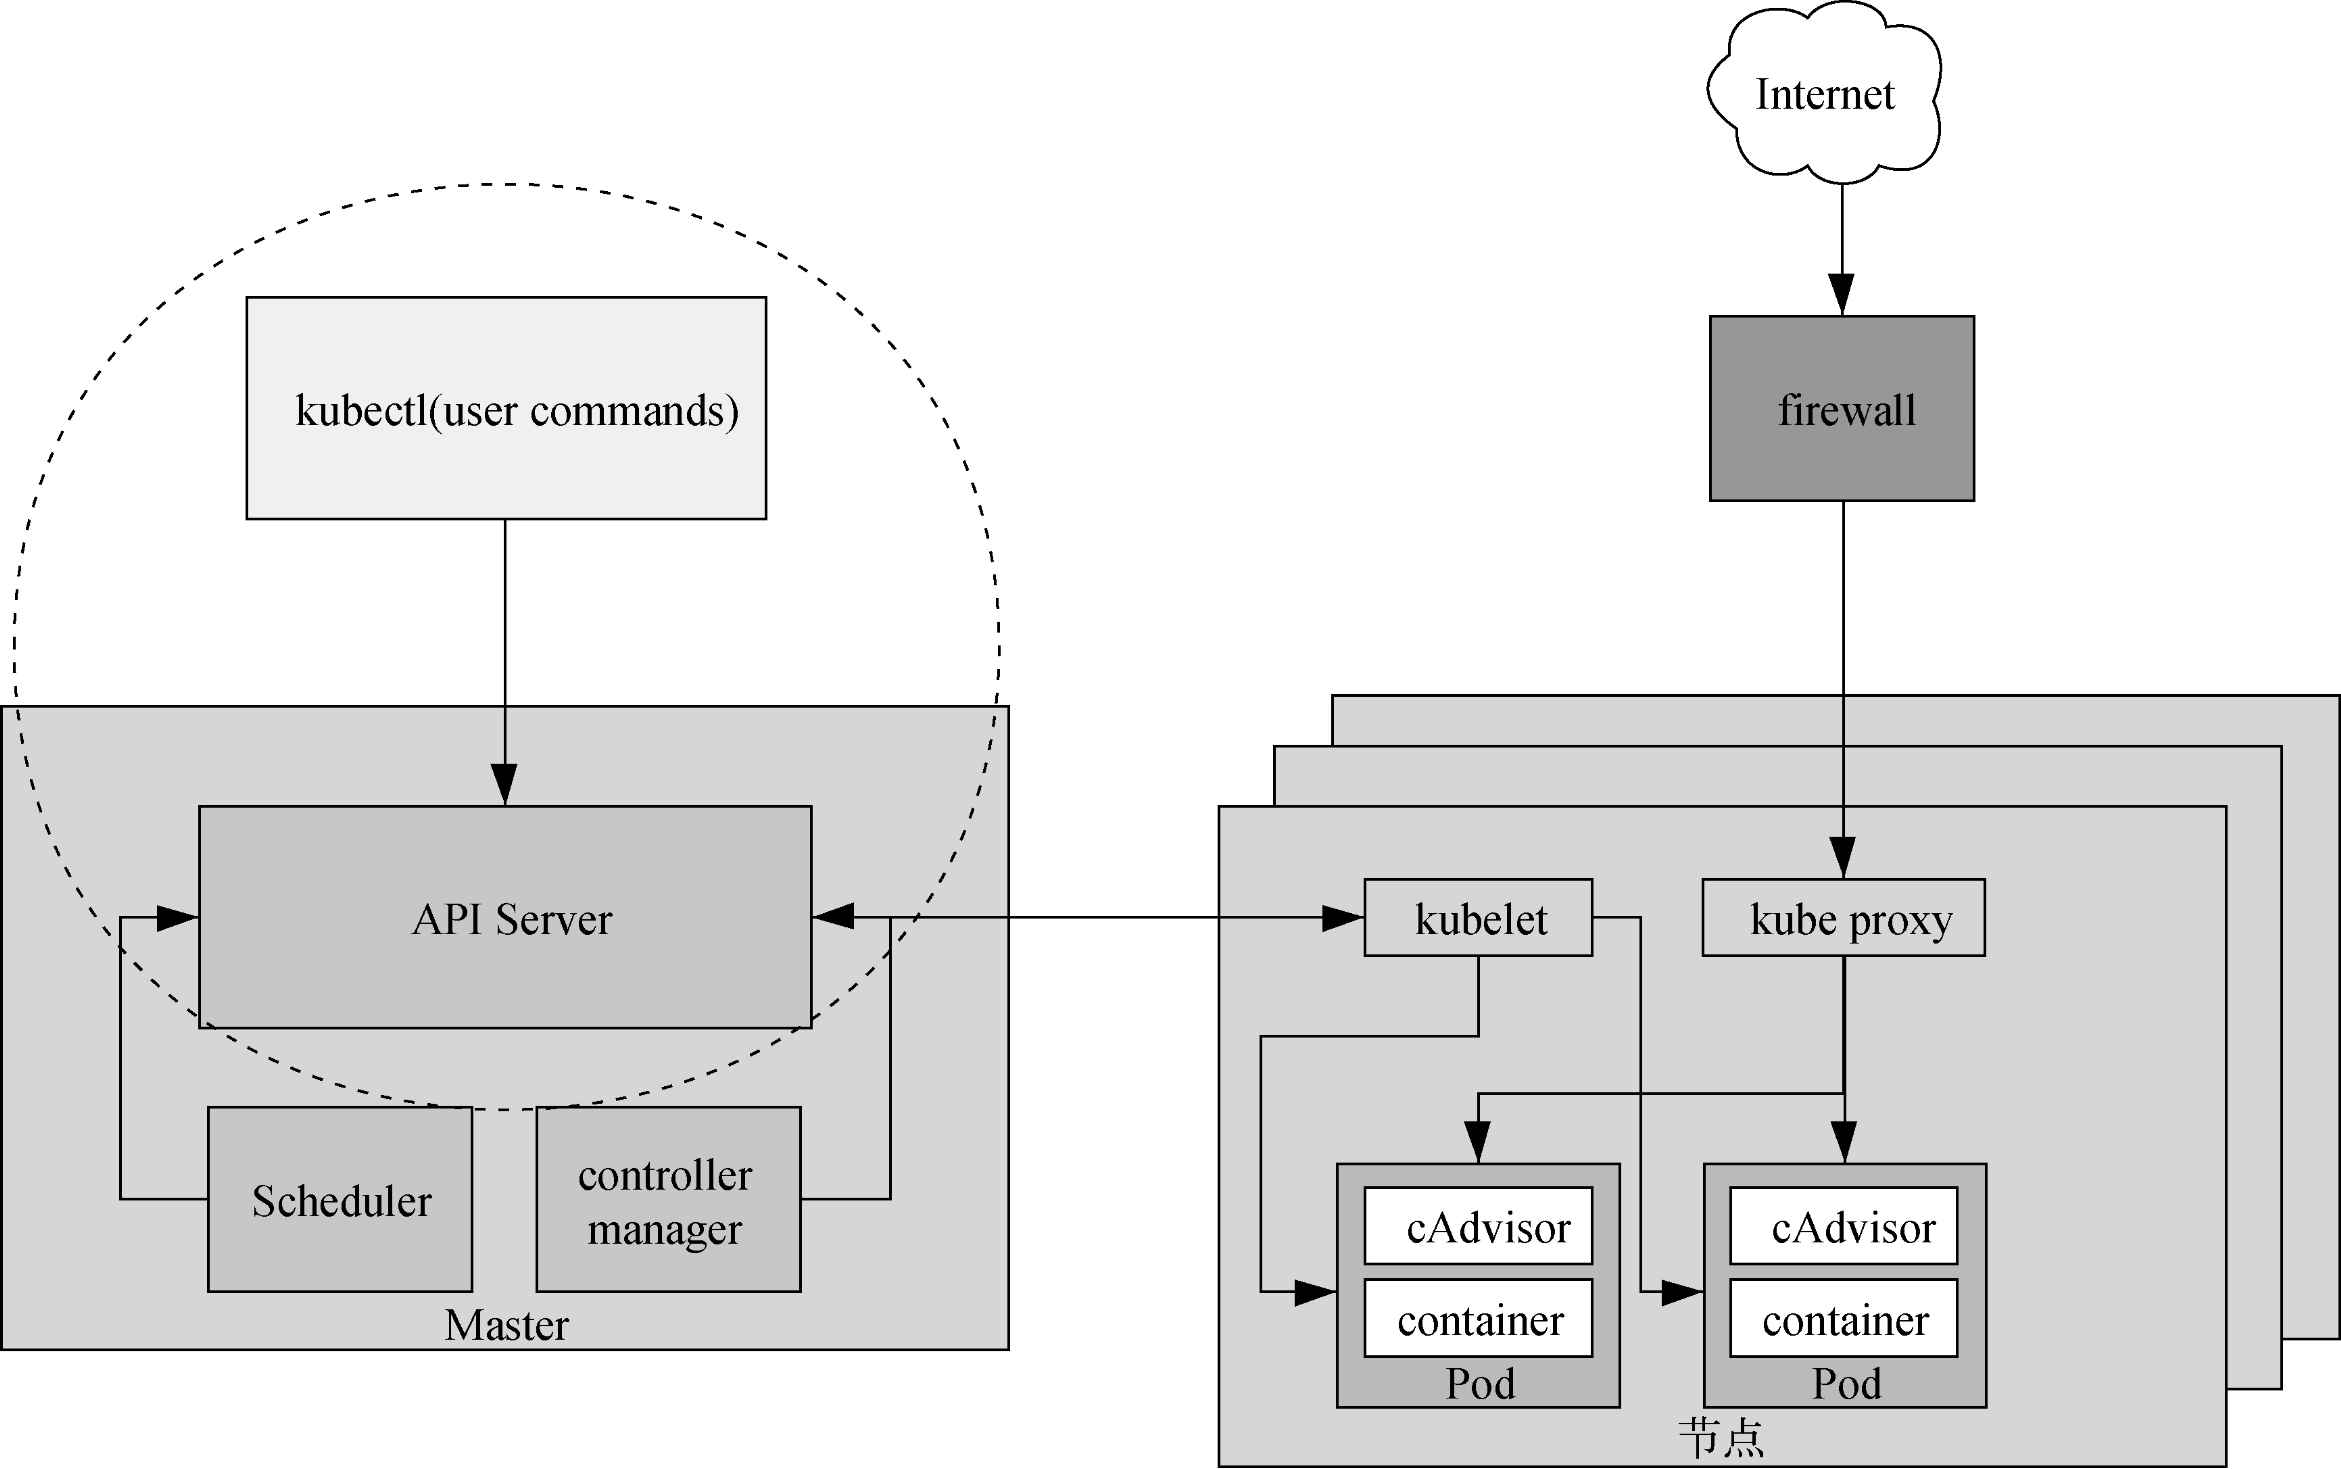 Internet
kubectl(user commands)
firewall
API Server
kubelet
kube proxy
Scheduler
controller
manager
Master
cAdvisor
cAdvisor
container
container
Pod
Pod
节点